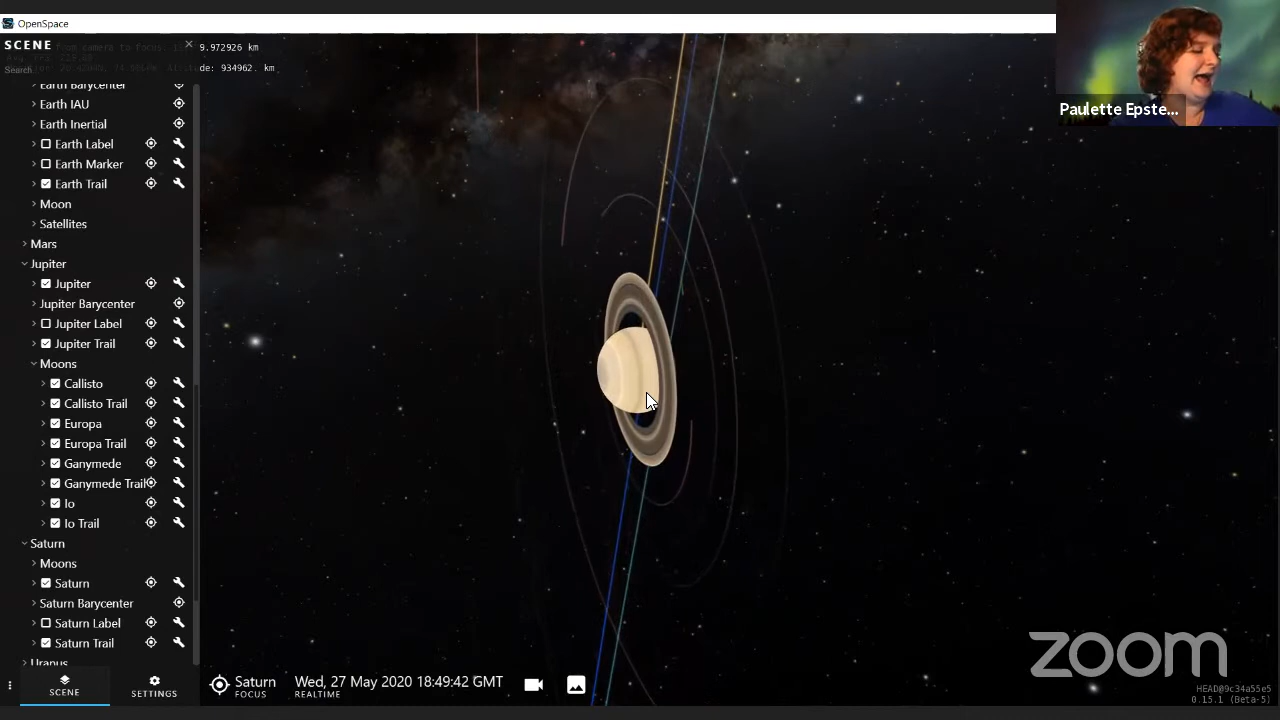 OpenSpace
SCENE
from camera to focus: 9.972926 km
de: 934962. km
Search...
Earth Barycenter
Earth IAU
Earth Inertial
Earth Label
Earth Marker
Earth Trail
Moon
Satellites
Mars
Jupiter
Jupiter
Jupiter Barycenter
Jupiter Label
Jupiter Trail
Moons
Callisto
Callisto Trail
Europa
Europa Trail
Ganymede
Ganymede Trail
Io
Io Trail
Saturn
Moons
Saturn
Saturn Barycenter
Saturn Label
Saturn Trail
Uranus
SCENE
SETTINGS
Saturn
FOCUS
Wed, 27 May 2020 18:49:42 GMT
REALTIME
Paulette Epste...
zoom
HEAD@9c34a55e5
0.15.1 (Beta-5)